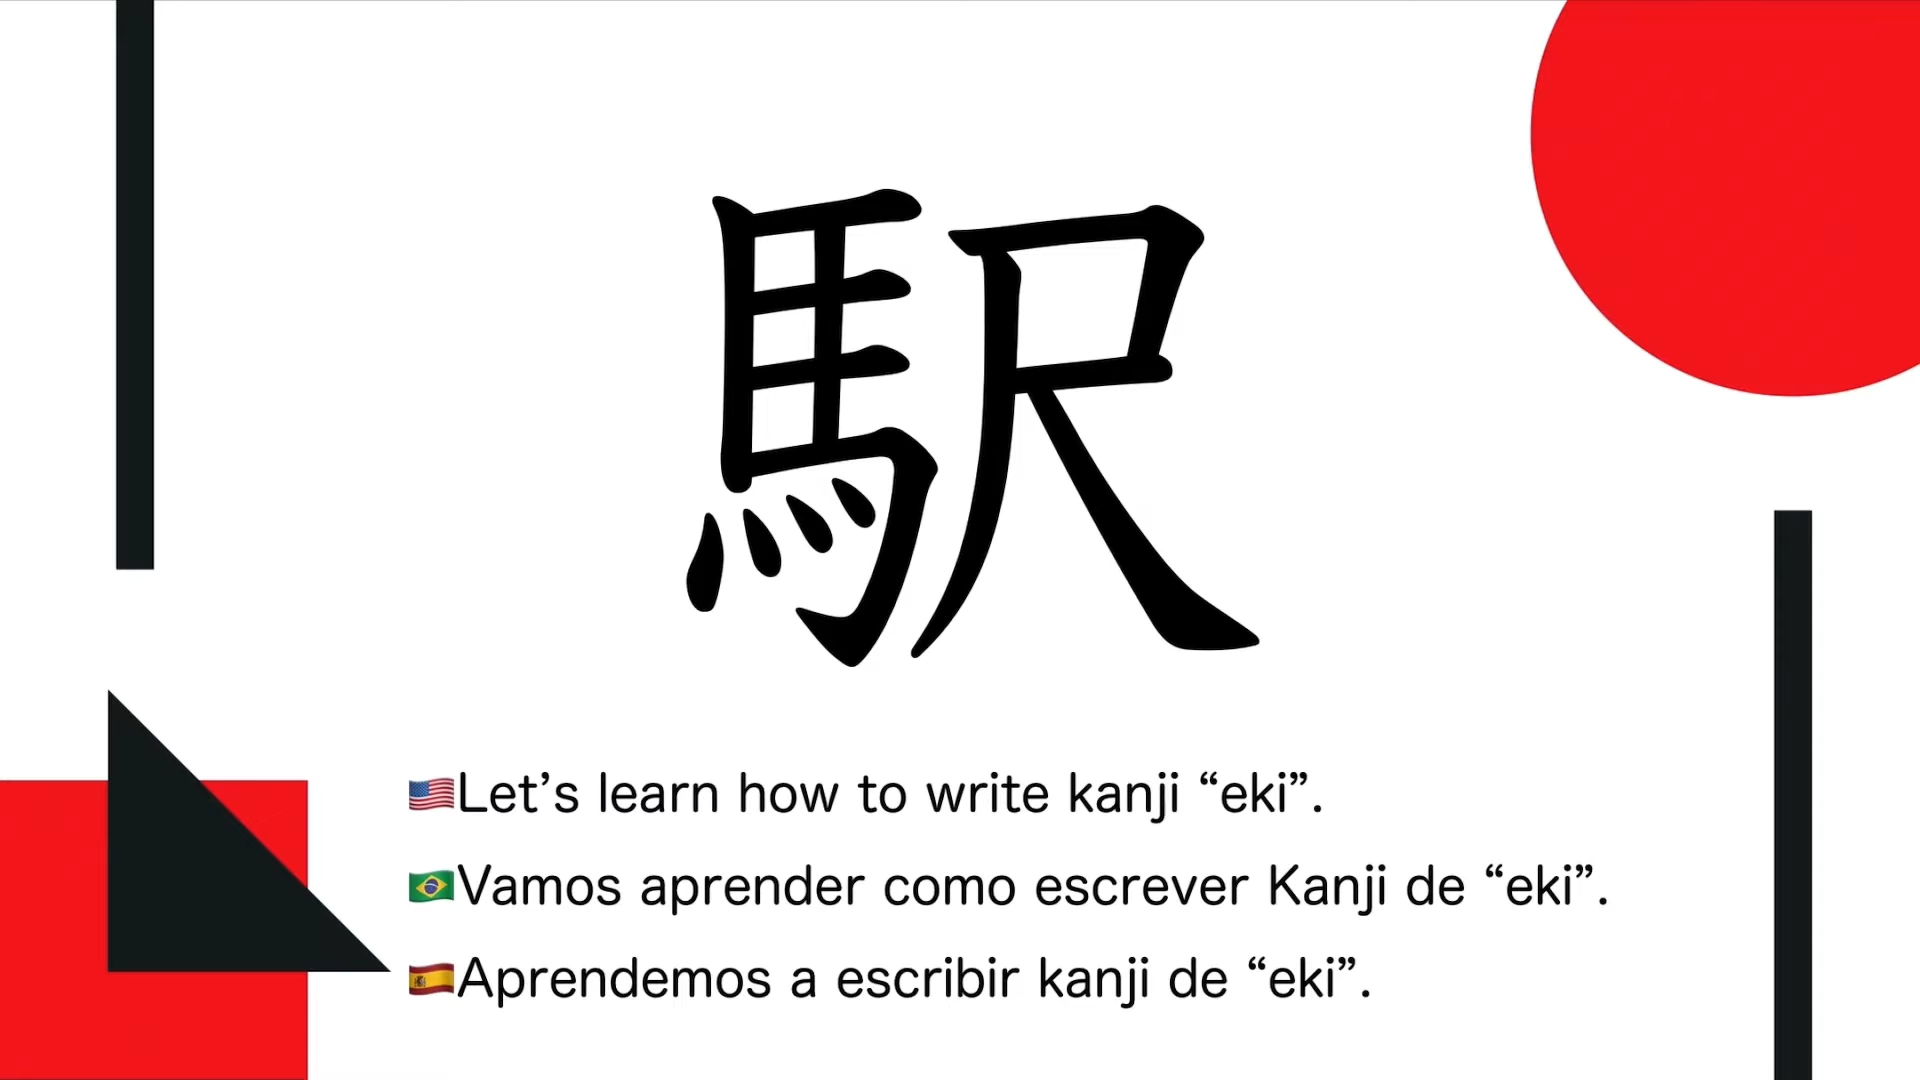 駅
🇺🇸Let’s learn how to write kanji “eki”.
🇧🇷Vamos aprender como escrever Kanji de “eki”.
🇪🇸Aprendemos a escribir kanji de “eki”.